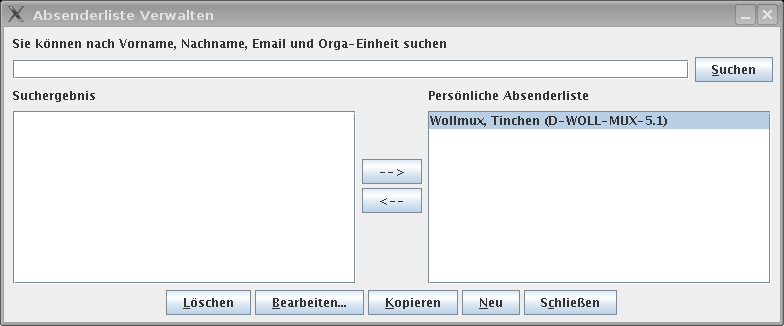 Absenderliste Verwalten
Sie können nach Vorname, Nachname, Email und Orga-Einheit suchen
Suchen
Suchergebnis
Persönliche Absenderliste
Wollmux, Tinchen (D-WOLL-MUX-5.1)
-->
<--
Löschen Bearbeiten... Kopieren Neu Schließen